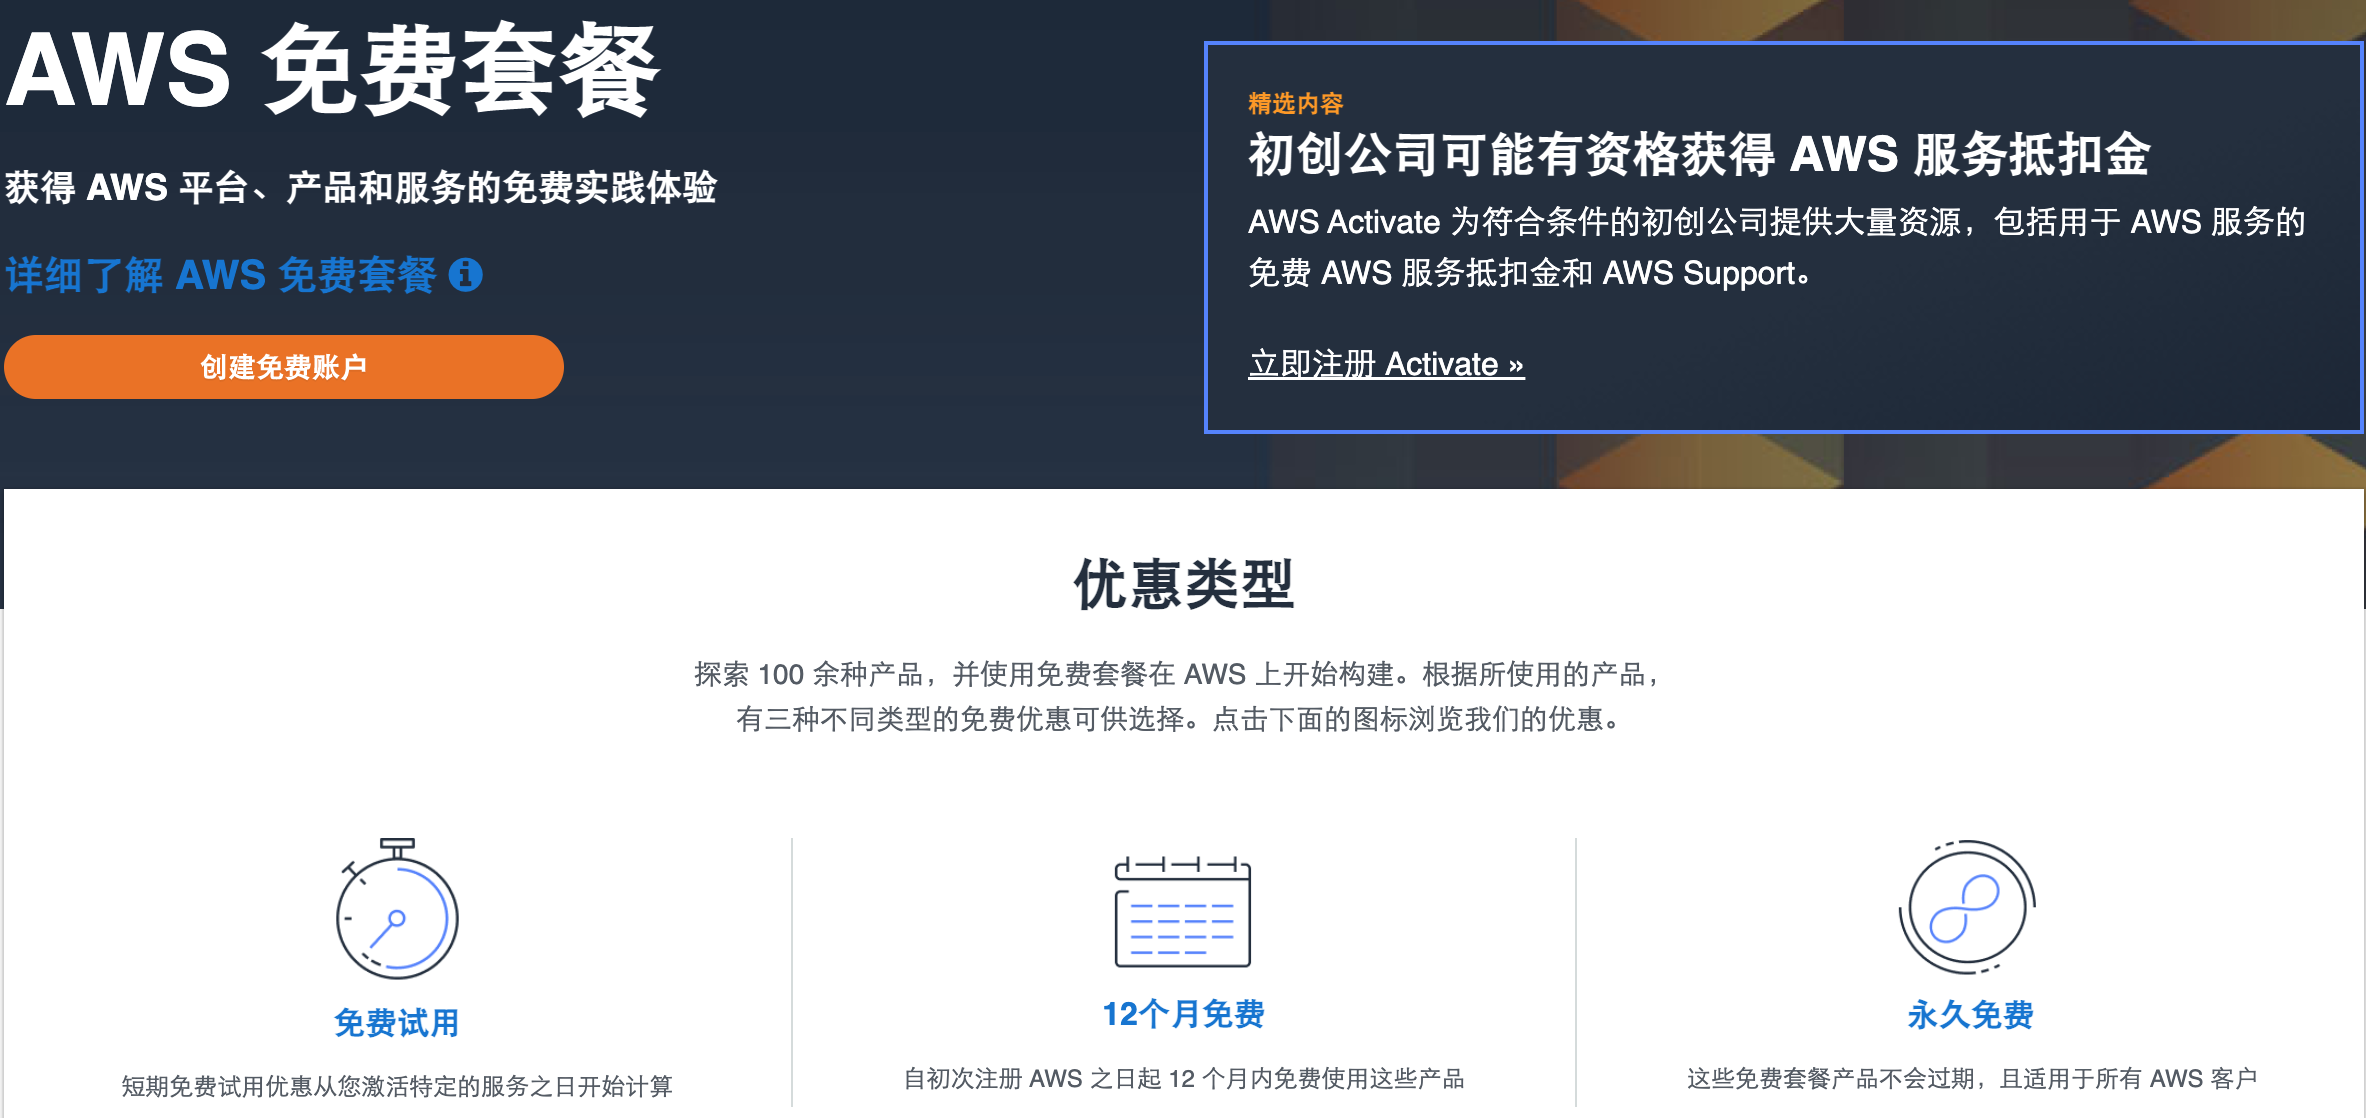 AWS 免费套餐
获得 AWS 平台、产品和服务的免费实践体验
详细了解 AWS 免费套餐
创建免费账户
精选内容
初创公司可能有资格获得 AWS 服务抵扣金
AWS Activate 为符合条件的初创公司提供大量资源，包括用于 AWS 服务的
免费 AWS 服务抵扣金和 AWS Support。
立即注册 Activate »
优惠类型
探索 100 余种产品，并使用免费套餐在 AWS 上开始构建。根据所使用的产品，
有三种不同类型的免费优惠可供选择。点击下面的图标浏览我们的优惠。
免费试用
短期免费试用优惠从您激活特定的服务之日开始计算
12个月免费
自初次注册 AWS 之日起 12 个月内免费使用这些产品
永久免费
这些免费套餐产品不会过期，且适用于所有 AWS 客户